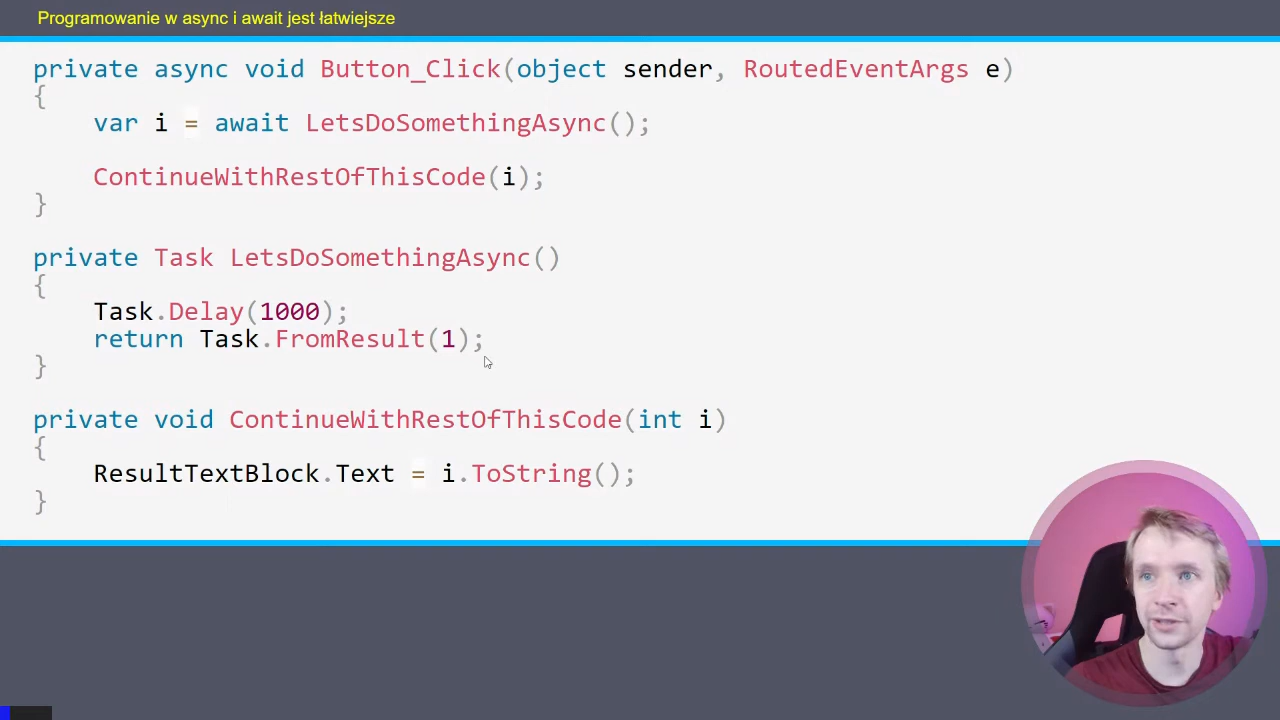 Programowanie w async i await jest łatwiejsze
private async void Button_Click(object sender, RoutedEventArgs e)
{
    var i = await LetsDoSomethingAsync();
    ContinueWithRestOfThisCode(i);
}
private Task LetsDoSomethingAsync()
{
    Task.Delay(1000);
    return Task.FromResult(1);
}
private void ContinueWithRestOfThisCode(int i)
{
    ResultTextBlock.Text = i.ToString();
}